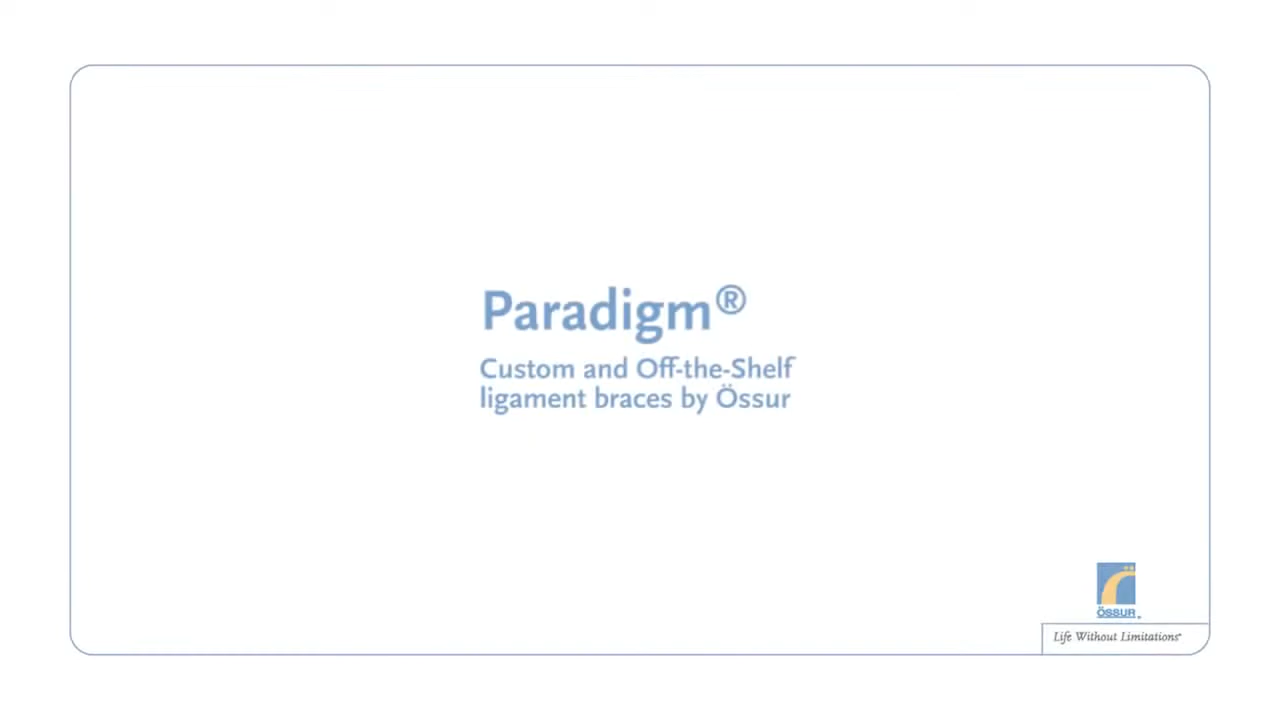 Paradigm®
Custom and Off-the-Shelf
ligament braces by Össur
ÖSSUR®
Life Without Limitations®